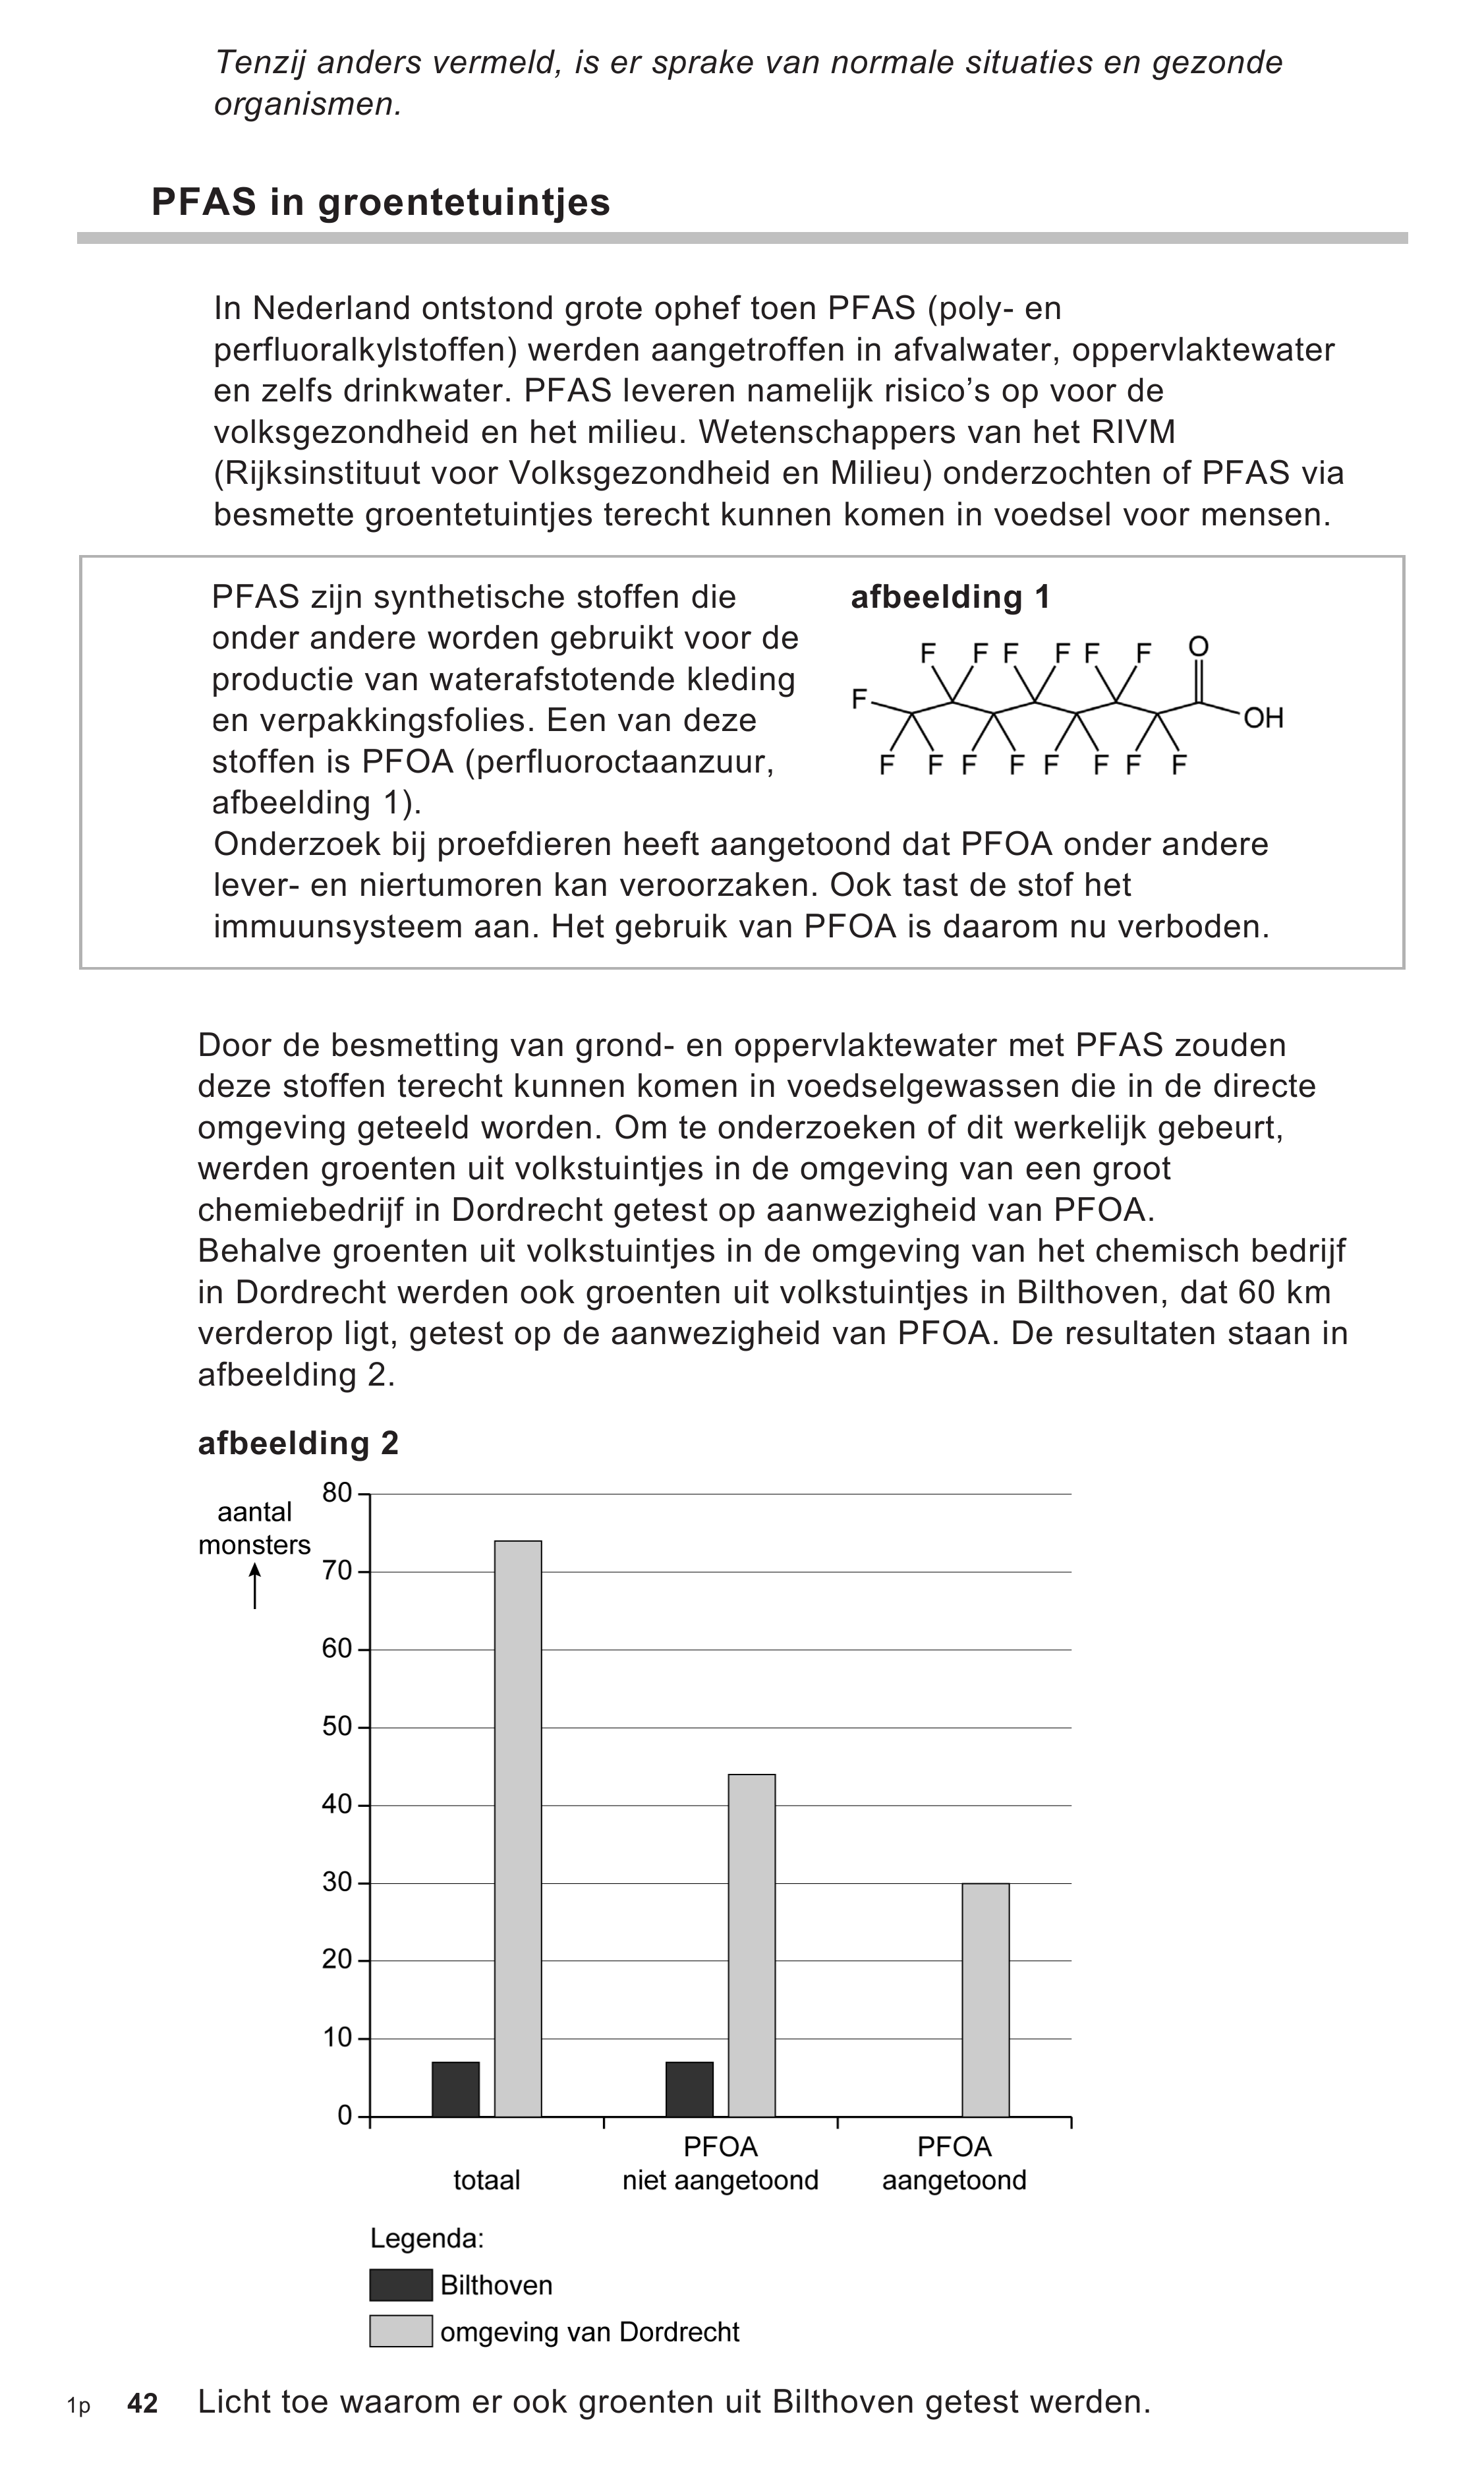 Tenzij anders vermeld, is er sprake van normale situaties en gezonde
organismen.
PFAS in groentetuintjes
In Nederland ontstond grote ophef toen PFAS (poly- en
perfluoralkylstoffen) werden aangetroffen in afvalwater, oppervlaktewater
en zelfs drinkwater. PFAS leveren namelijk risico’s op voor de
volksgezondheid en het milieu. Wetenschappers van het RIVM
(Rijksinstituut voor Volksgezondheid en Milieu) onderzochten of PFAS via
besmette groentetuintjes terecht kunnen komen in voedsel voor mensen.
PFAS zijn synthetische stoffen die
onder andere worden gebruikt voor de
productie van waterafstotende kleding
en verpakkingsfolies. Een van deze
stoffen is PFOA (perfluoroctaanzuur,
afbeelding 1).
afbeelding 1
F F F F F F O
F
OH
F F F F F F F F
Onderzoek bij proefdieren heeft aangetoond dat PFOA onder andere
lever- en niertumoren kan veroorzaken. Ook tast de stof het
immuunsysteem aan. Het gebruik van PFOA is daarom nu verboden.
Door de besmetting van grond- en oppervlaktewater met PFAS zouden
deze stoffen terecht kunnen komen in voedselgewassen die in de directe
omgeving geteeld worden. Om te onderzoeken of dit werkelijk gebeurt,
werden groenten uit volkstuintjes in de omgeving van een groot
chemiebedrijf in Dordrecht getest op aanwezigheid van PFOA.
Behalve groenten uit volkstuintjes in de omgeving van het chemisch bedrijf
in Dordrecht werden ook groenten uit volkstuintjes in Bilthoven, dat 60 km
verderop ligt, getest op de aanwezigheid van PFOA. De resultaten staan in
afbeelding 2.
afbeelding 2
aantal
monsters
80
70
60
50
40
30
20
10
0
totaal
PFOA
niet aangetoond
PFOA
aangetoond
Legenda:
Bilthoven
omgeving van Dordrecht
1p 42 Licht toe waarom er ook groenten uit Bilthoven getest werden.